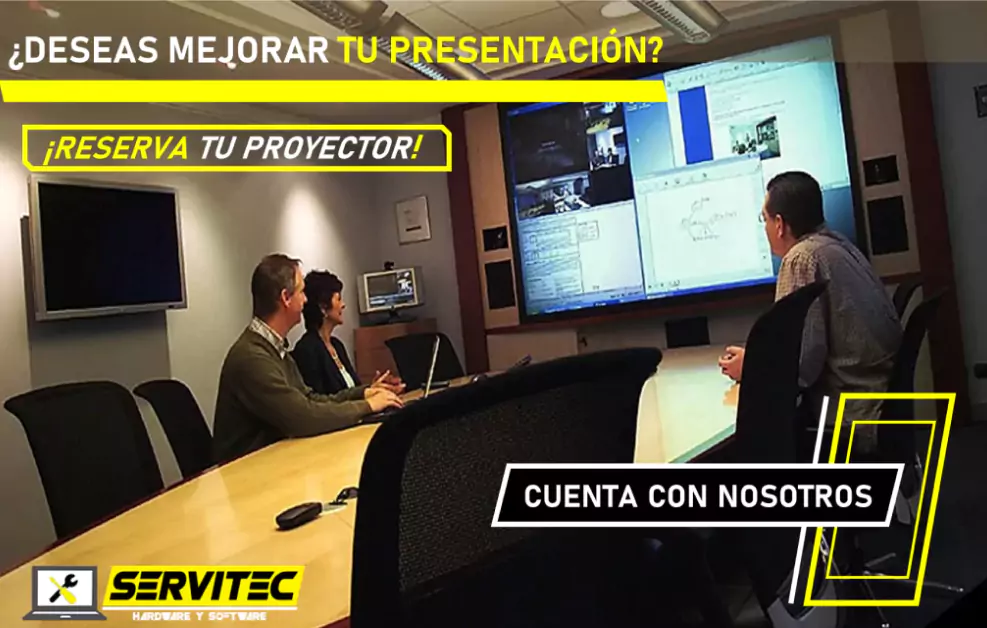 ¿DESEAS MEJORAR TU PRESENTACIÓN?
¡RESERVA TU PROYECTOR!
CUENTA CON NOSOTROS
SERVITEC
HARDWARE Y SOFTWARE